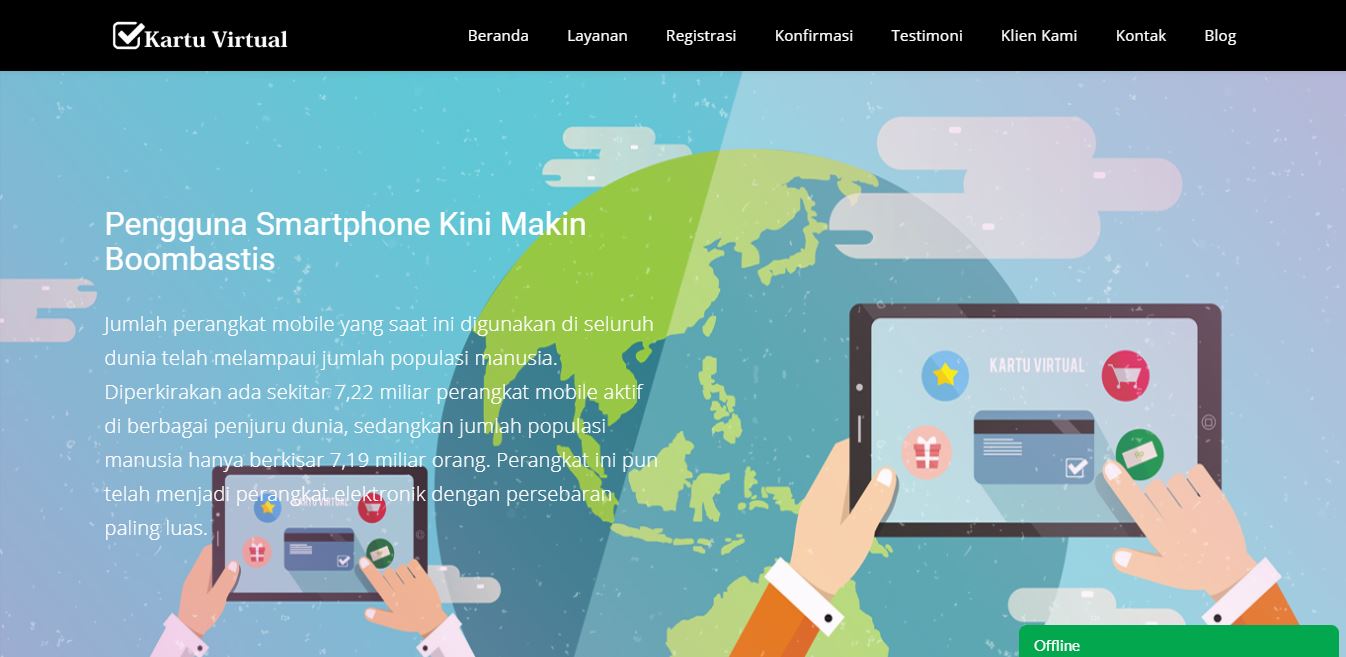 Kartu Virtual
Beranda Layanan Registrasi Konfirmasi Testimoni Klien Kami Kontak Blog
Pengguna Smartphone Kini Makin
Boombastis
Jumlah perangkat mobile yang saat ini digunakan di seluruh
dunia telah melampaui jumlah populasi manusia.
Diperkirakan ada sekitar 7,22 miliar perangkat mobile aktif
di berbagai penjuru dunia, sedangkan jumlah populasi
manusia hanya berkisar 7,19 miliar orang. Perangkat ini pun
telah menjadi perangkat elektronik dengan persebaran
paling luas.
KARTU VIRTUAL
KARTU VIRTUAL
Offline